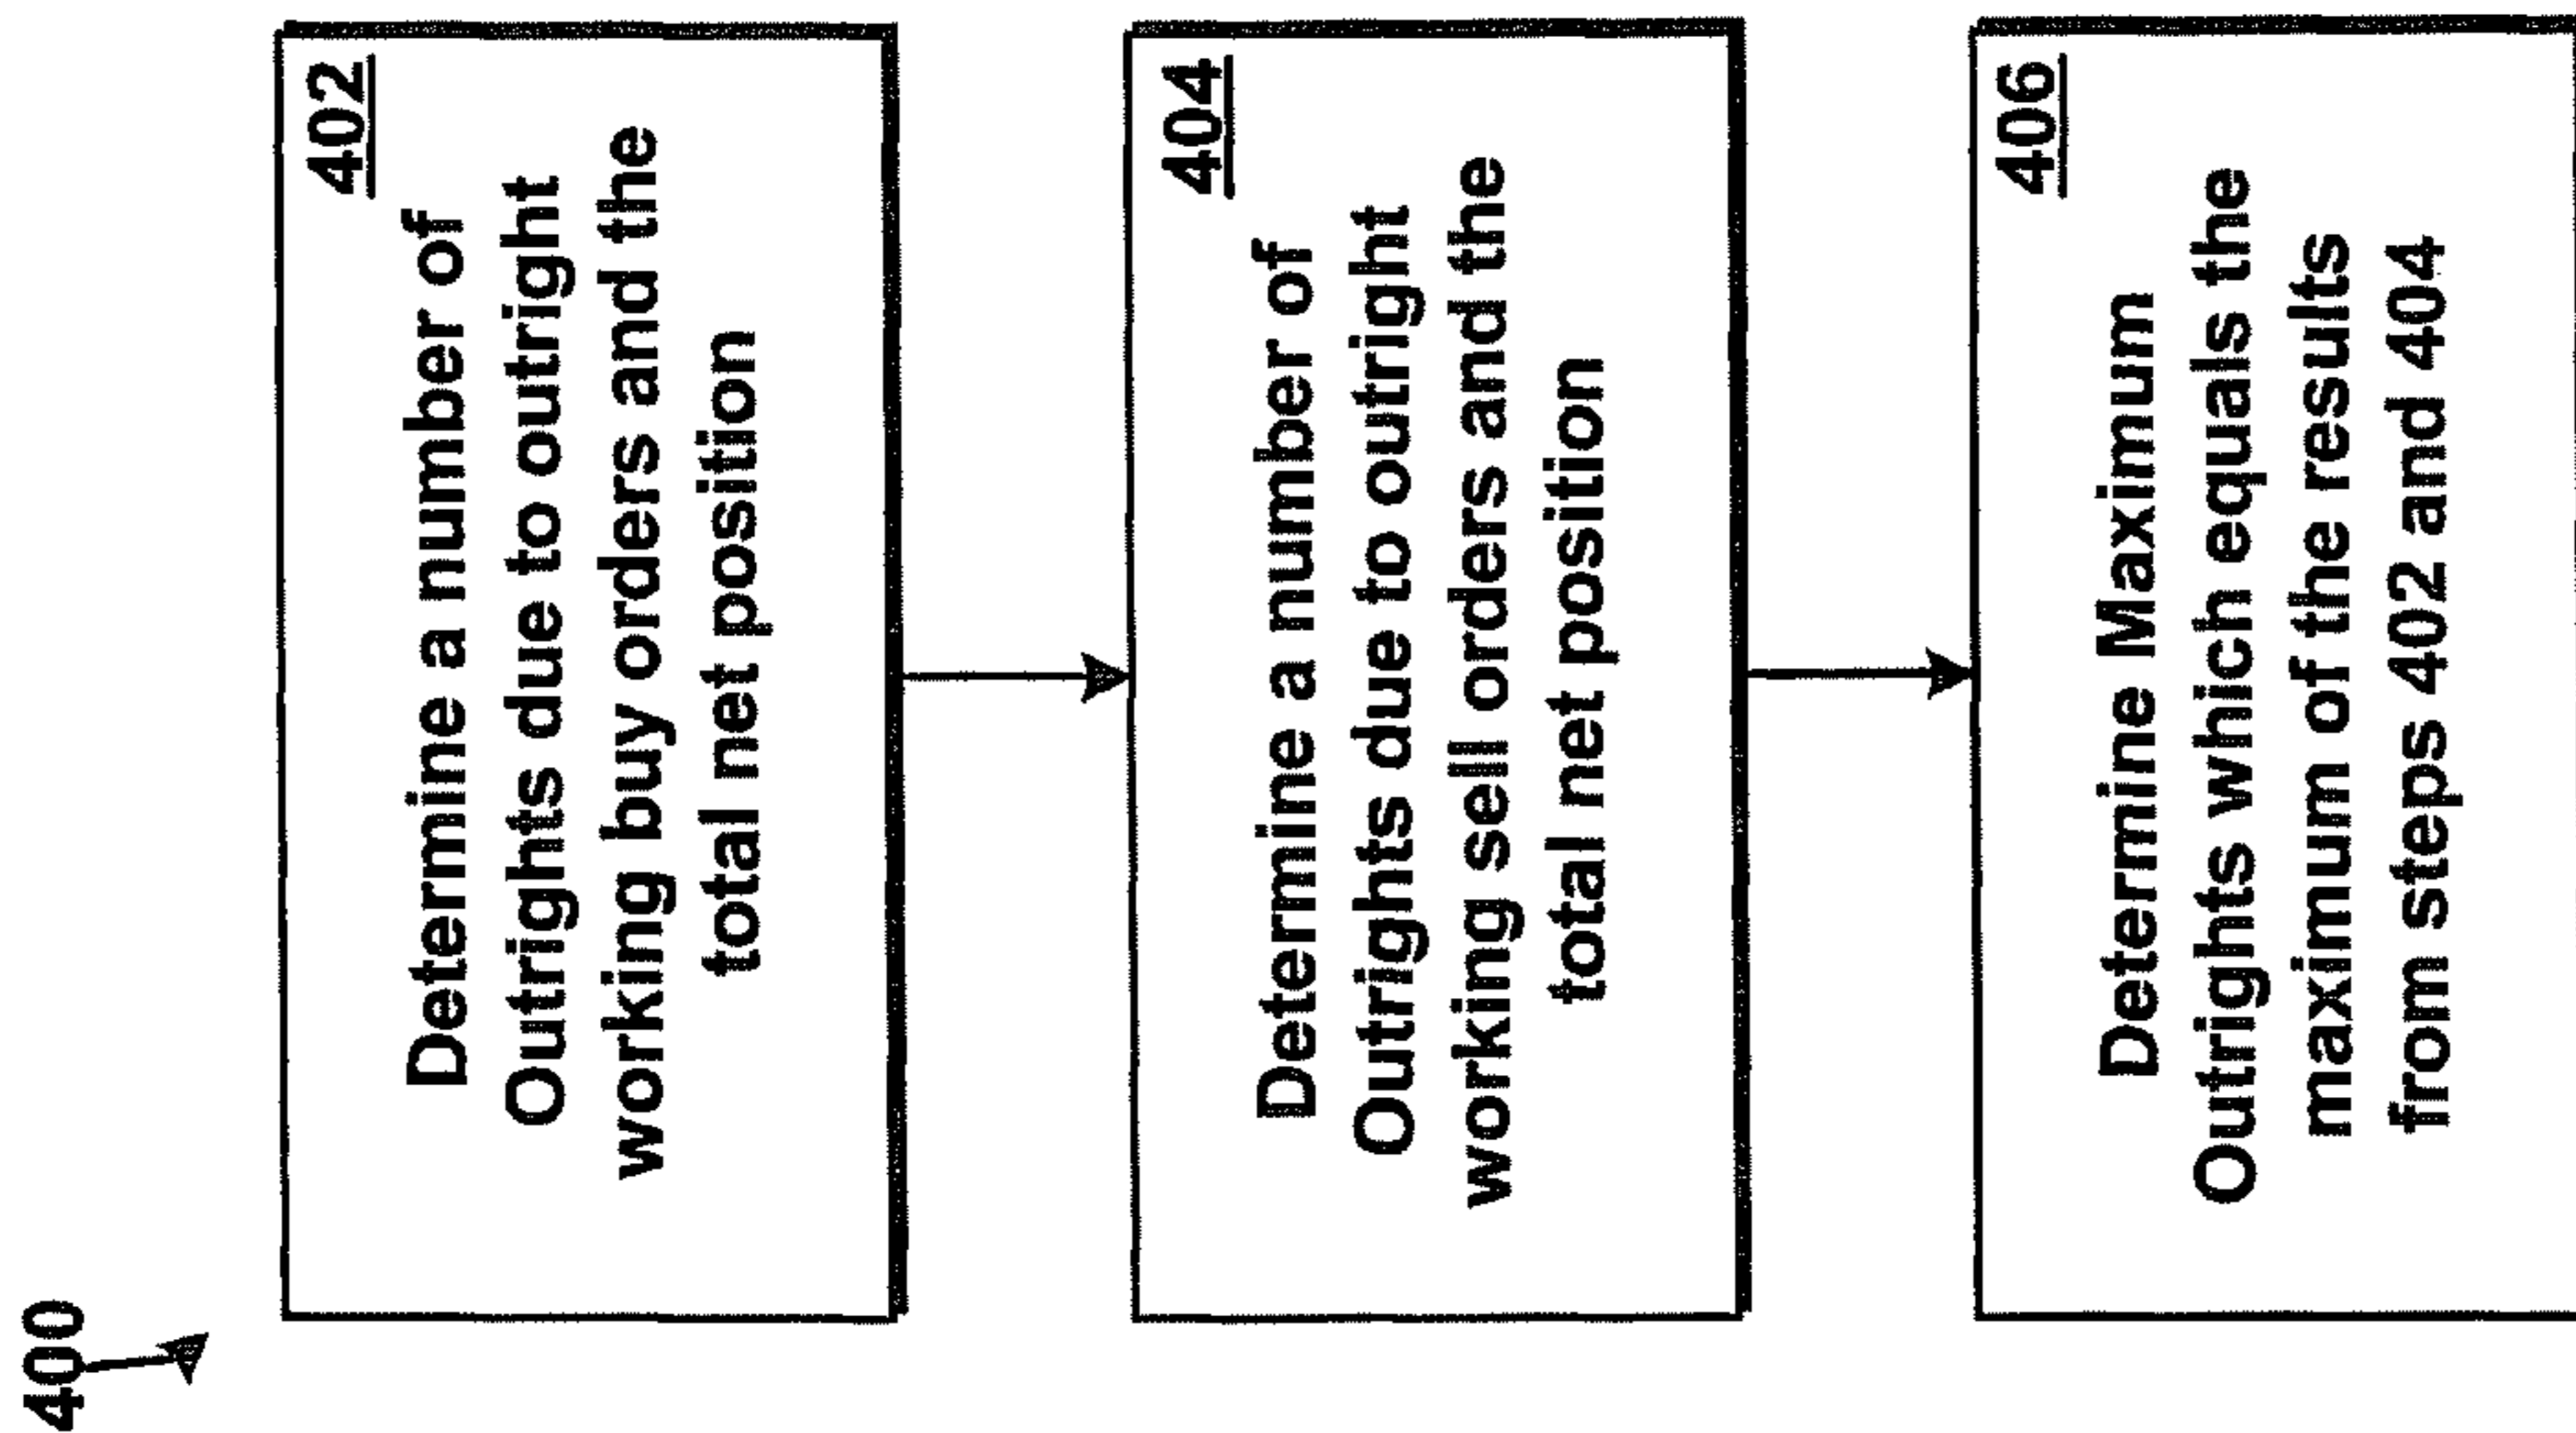 400
402
Determine a number of
Outrights due to outright
working buy orders and the
total net position
404
Determine a number of
Outrights due to outright
working sell orders and the
total net position
406
Determine Maximum
Outrights which equals the
maximum of the results
from steps 402 and 404